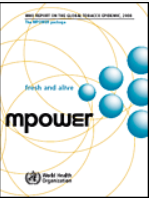 WHO REPORT ON THE GLOBAL TOBACCO EPIDEMIC, 2008
The MPOWER package
fresh and alive
mpower
World Health
Organization